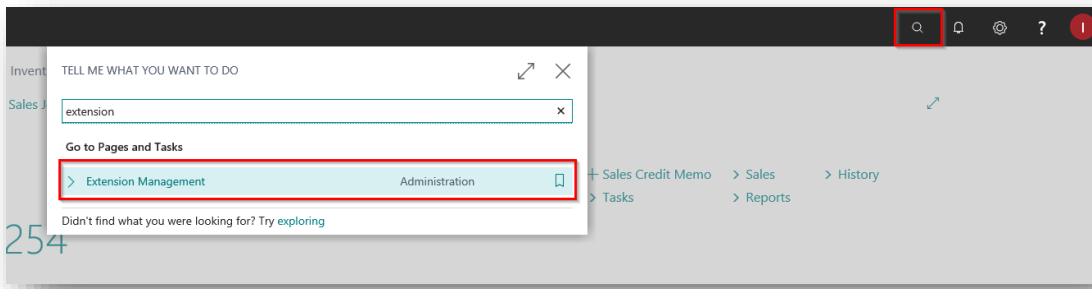 ?
I
Invent
TELL ME WHAT YOU WANT TO DO
Sales J
extension
Go to Pages and Tasks
Extension Management Administration
+ Sales Credit Memo > Sales > History
> Tasks > Reports
Didn't find what you were looking for? Try exploring
254